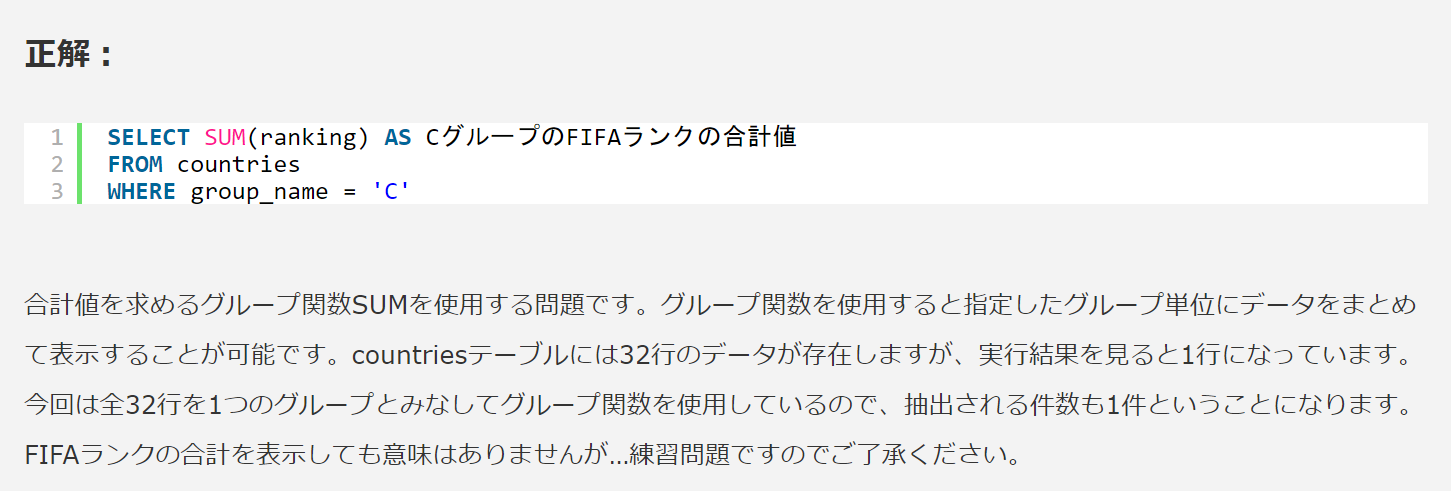 正解：
1 SELECT SUM(ranking) AS CグループのFIFAランクの合計値
2 FROM countries
3 WHERE group_name = 'C'
合計値を求めるグループ関数SUMを使用する問題です。グループ関数を使用すると指定したグループ単位にデータをまとめ
て表示することが可能です。countriesテーブルには32行のデータが存在しますが、実行結果を見ると1行になっています。
今回は全32行を1つのグループとみなしてグループ関数を使用しているので、抽出される件数も1件ということになります。
FIFAランクの合計を表示しても意味はありませんが...練習問題ですのでご了承ください。